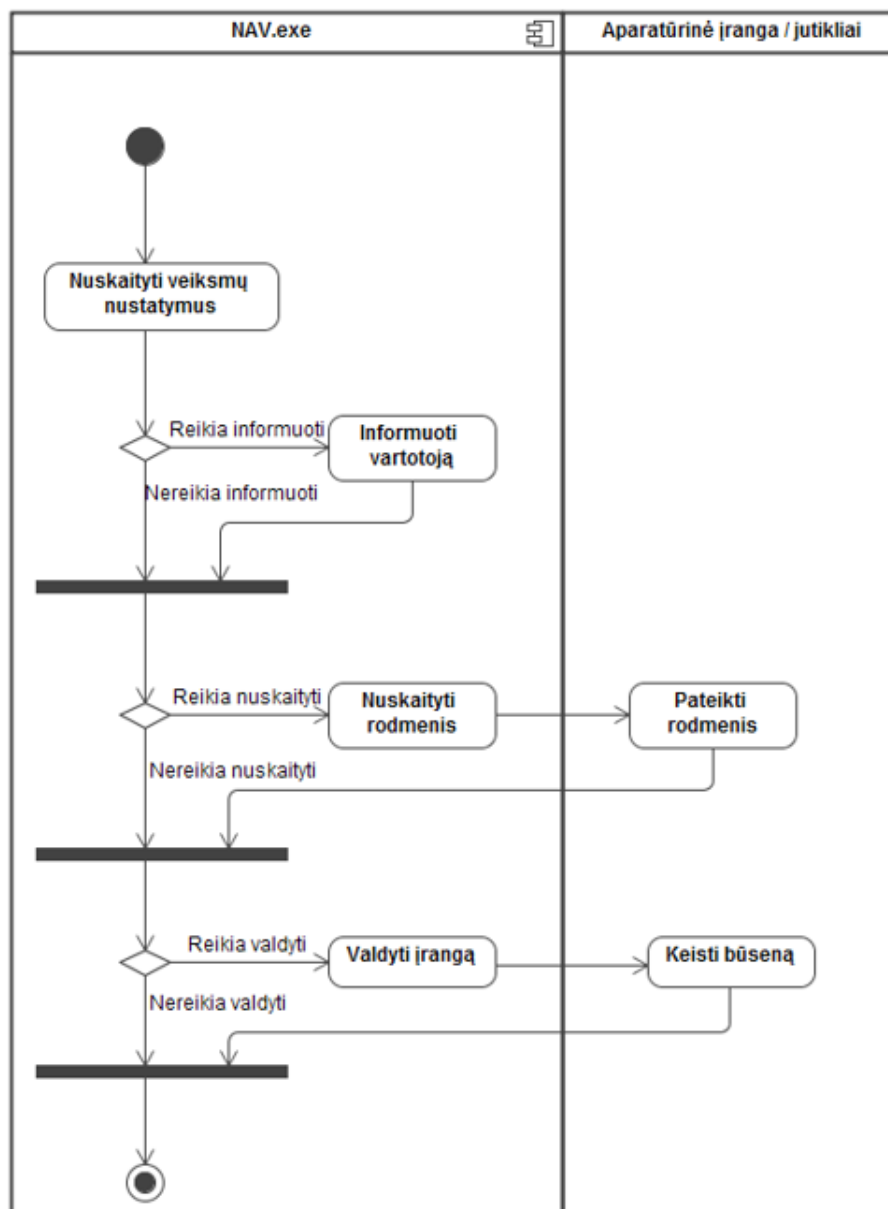 NAV.exe
Aparatūrinė įranga / jutikliai
Nuskaityti veiksmų
nustatymus
Reikia informuoti
Informuoti
vartotoją
Nereikia informuoti
Reikia nuskaityti
Nuskaityti
rodmenis
Pateikti
rodmenis
Nereikia nuskaityti
Reikia valdyti
Valdyti įrangą
Keisti būseną
Nereikia valdyti